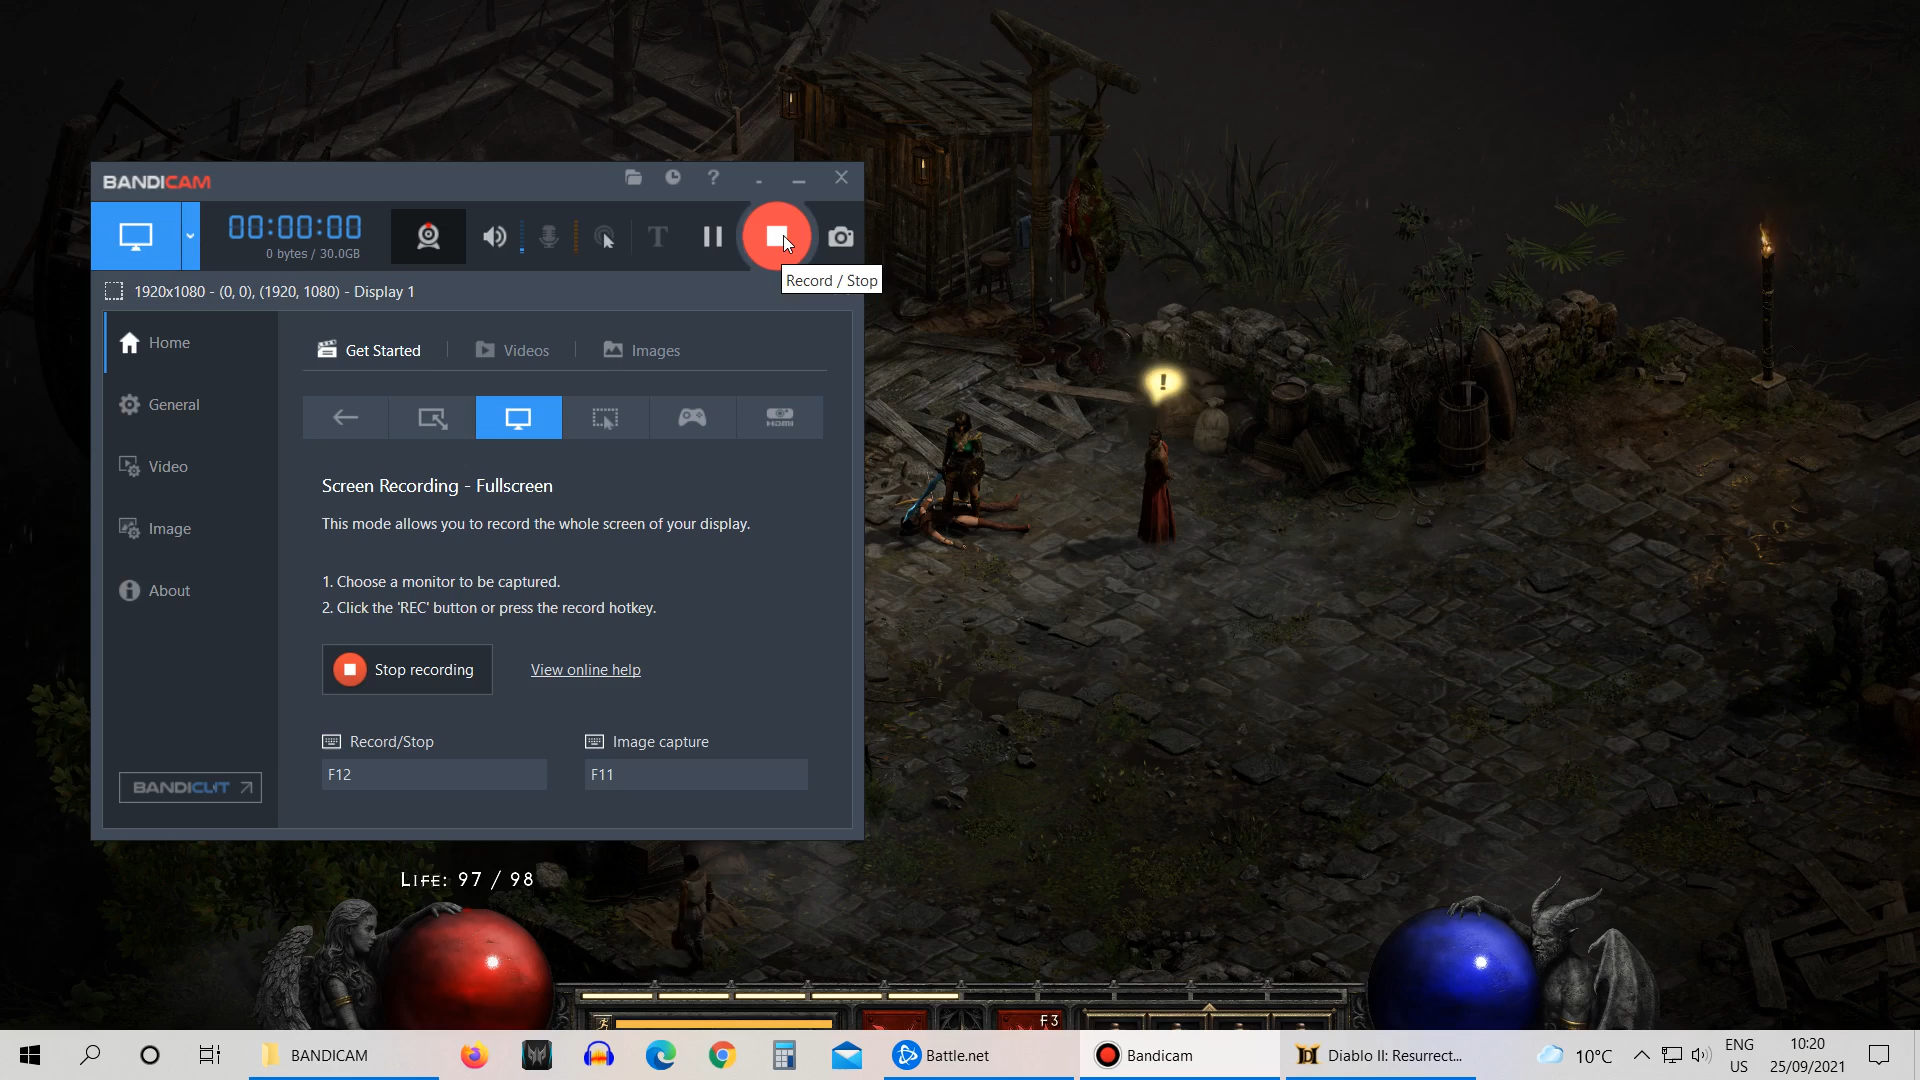 BANDICAM
00:00:00
0 bytes / 30.0GB
T
Record / Stop
1920x1080 - (0, 0), (1920, 1080) - Display 1
Home
Get Started
Videos
Images
General
HDMI
Video
Screen Recording - Fullscreen
This mode allows you to record the whole screen of your display.
Image
1. Choose a monitor to be captured.
About
2. Click the 'REC' button or press the record hotkey.
Stop recording
View online help
Record/Stop
Image capture
F12
F11
BANDICUT
!
LIFE: 97 / 98
F3
BANDICAM
Battle.net
Bandicam
Diablo II: Resurrect...
10°C
ENG
US
10:20
25/09/2021